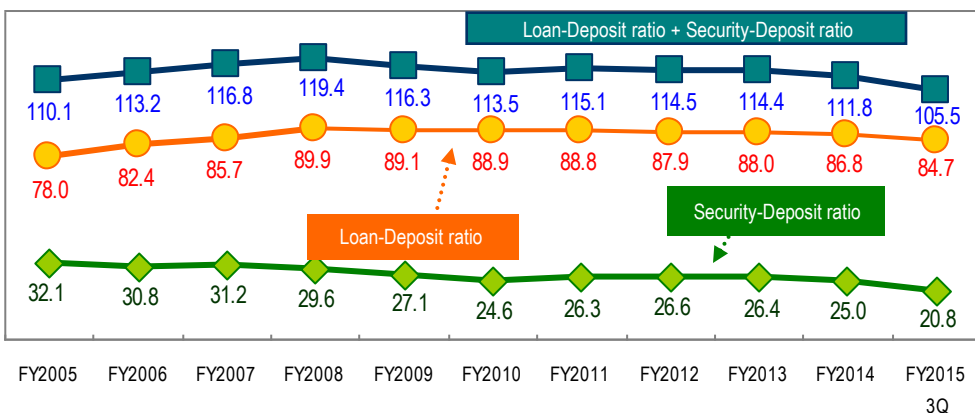 Loan-Deposit ratio + Security-Deposit ratio
110.1 113.2 116.8 119.4 116.3 113.5 115.1 114.5 114.4 111.8 105.5
78.0 82.4 85.7 89.9 89.1 88.9 88.8 87.9 88.0 86.8 84.7
Security-Deposit ratio
Loan-Deposit ratio
32.1 30.8 31.2 29.6 27.1 24.6 26.3 26.6 26.4 25.0 20.8
FY2005 FY2006 FY2007 FY2008 FY2009 FY2010 FY2011 FY2012 FY2013 FY2014 FY2015
3Q